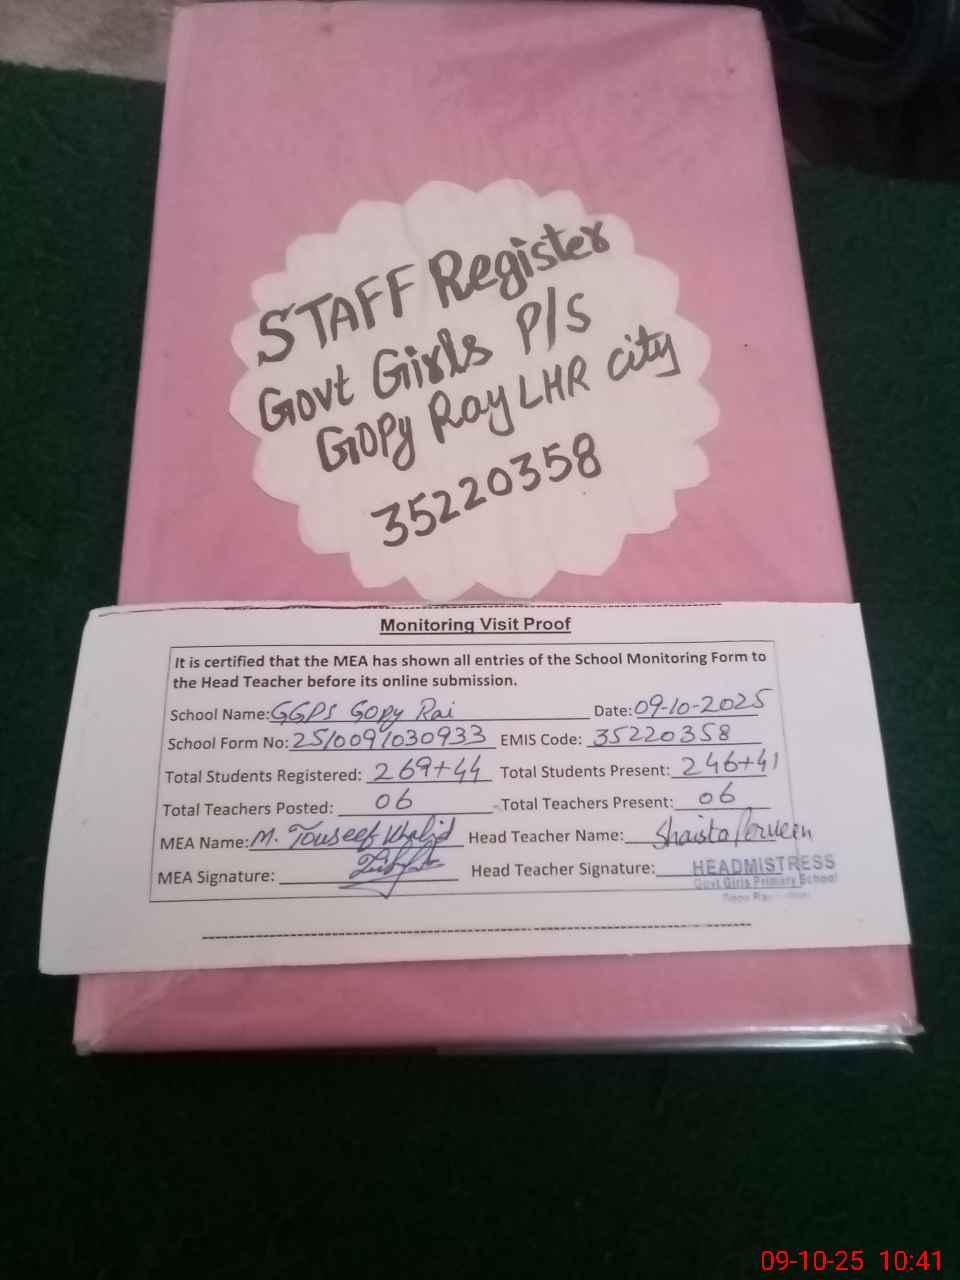 STAFF Register
Govt Girls P/S
GOPy Ray LHR city
35220358
Monitoring Visit Proof
It is certified that the MEA has shown all entries of the School Monitoring Form to
the Head Teacher before its online submission.
School Name: GGPS Gopy Rai Date: 09-10-2025
School Form No: 2510091030933 EMIS Code: 35220358
Total Students Registered: 269+44 Total Students Present: 246+41
Total Teachers Posted: 06 Total Teachers Present: 06
MEA Name: M. Touseef Khalid Head Teacher Name: Shaista Perveen
MEA Signature: Head Teacher Signature: HEADMISTRESS
Govt Girls Primary School
09-10-25 10:41